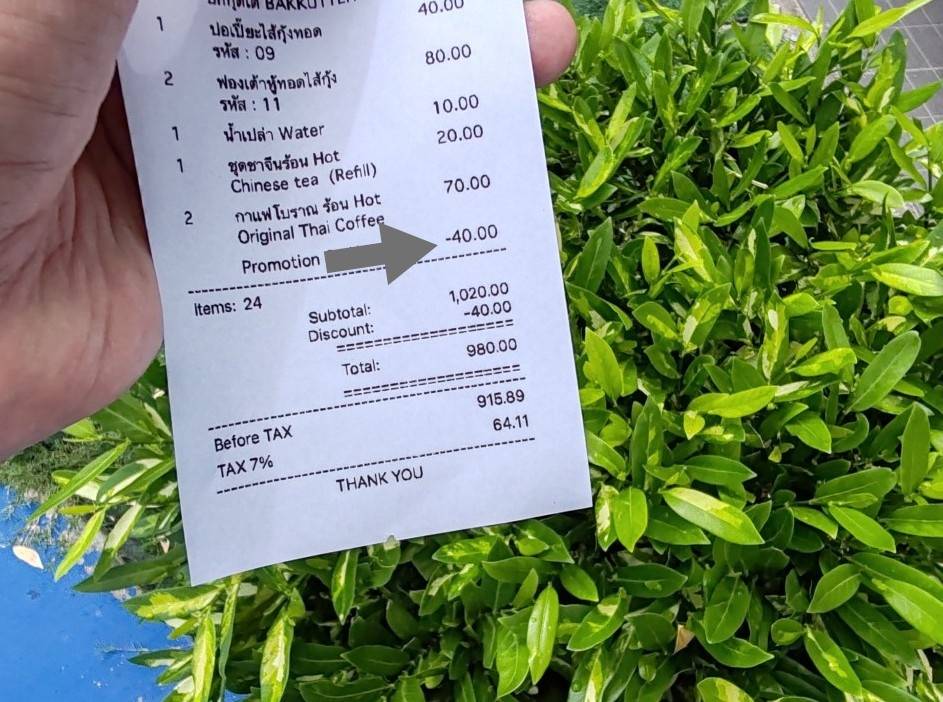 BAKKUTTEH 40.00
1 ปอเปี๊ยะไส้กุ้งทอด
รหัส : 09 80.00
2 ฟองเต้าหู้ทอดไส้กุ้ง
รหัส : 11 10.00
1 น้ำเปล่า Water 20.00
1 ชุดชาจีนร้อน Hot
Chinese tea (Refill) 70.00
2 กาแฟโบราณ ร้อน Hot
Original Thai Coffee
Promotion -40.00
Items: 24
Subtotal: 1,020.00
Discount: -40.00
Total: 980.00
Before TAX 915.89
TAX 7% 64.11
THANK YOU